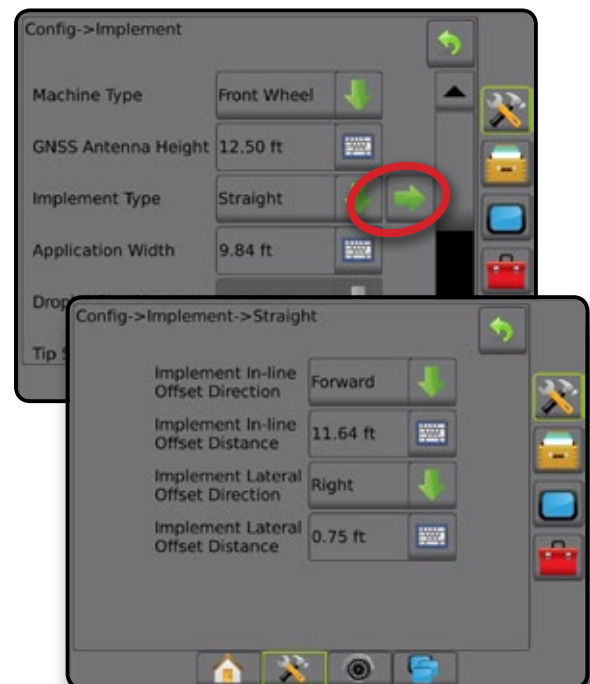 Config->Implement
Machine Type Front Wheel
GNSS Antenna Height 12.50 ft
Implement Type Straight
Application Width 9.84 ft
Tip
Config->Implement->Straight
Implement In-line
Offset Direction Forward
Implement In-line
Offset Distance 11.64 ft
Implement Lateral
Offset Direction Right
Implement Lateral
Offset Distance 0.75 ft